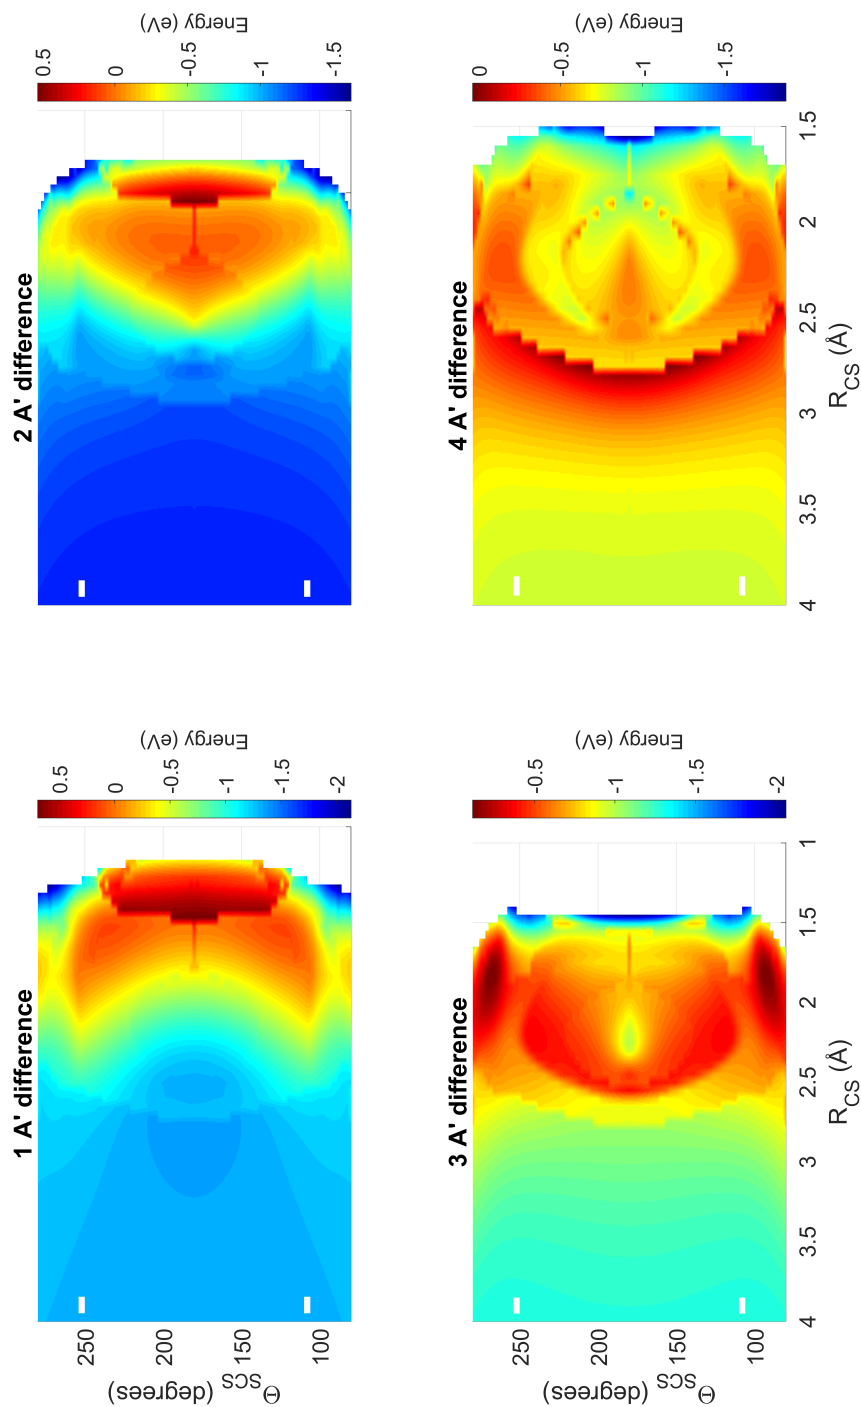 1 A' difference
Θ_SCS (degrees)
250
200
150
100
0.5
0
-0.5
-1
-1.5
-2
Energy (eV)
2 A' difference
0.5
0
-0.5
-1
-1.5
Energy (eV)
3 A' difference
Θ_SCS (degrees)
250
200
150
100
4 3.5 3 2.5 2 1.5 1
R_CS (Å)
-0.5
-1
-1.5
-2
Energy (eV)
4 A' difference
4 3.5 3 2.5 2 1.5
R_CS (Å)
0
-0.5
-1
-1.5
Energy (eV)